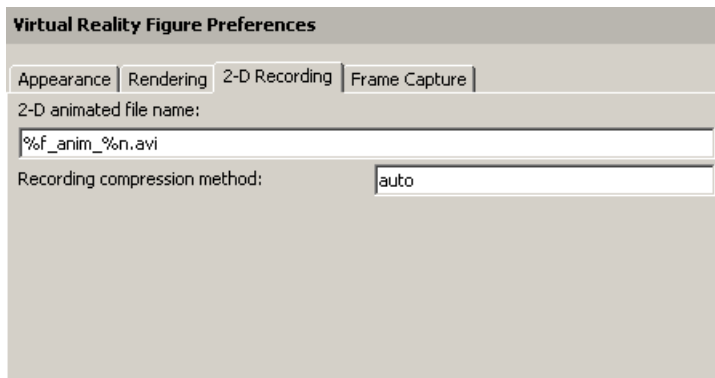 Virtual Reality Figure Preferences
Appearance Rendering 2-D Recording Frame Capture
2-D animated file name:
%f_anim_%n.avi
Recording compression method: auto